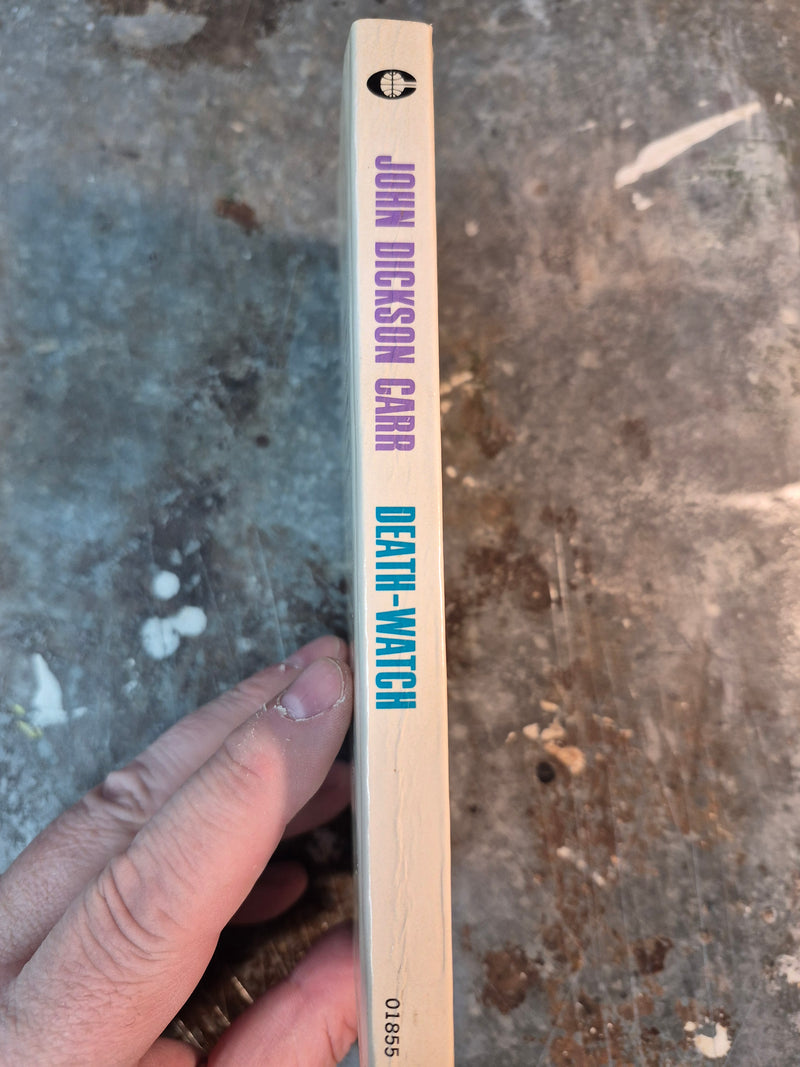 JOHN DICKSON CARR
DEATH-WATCH
01855